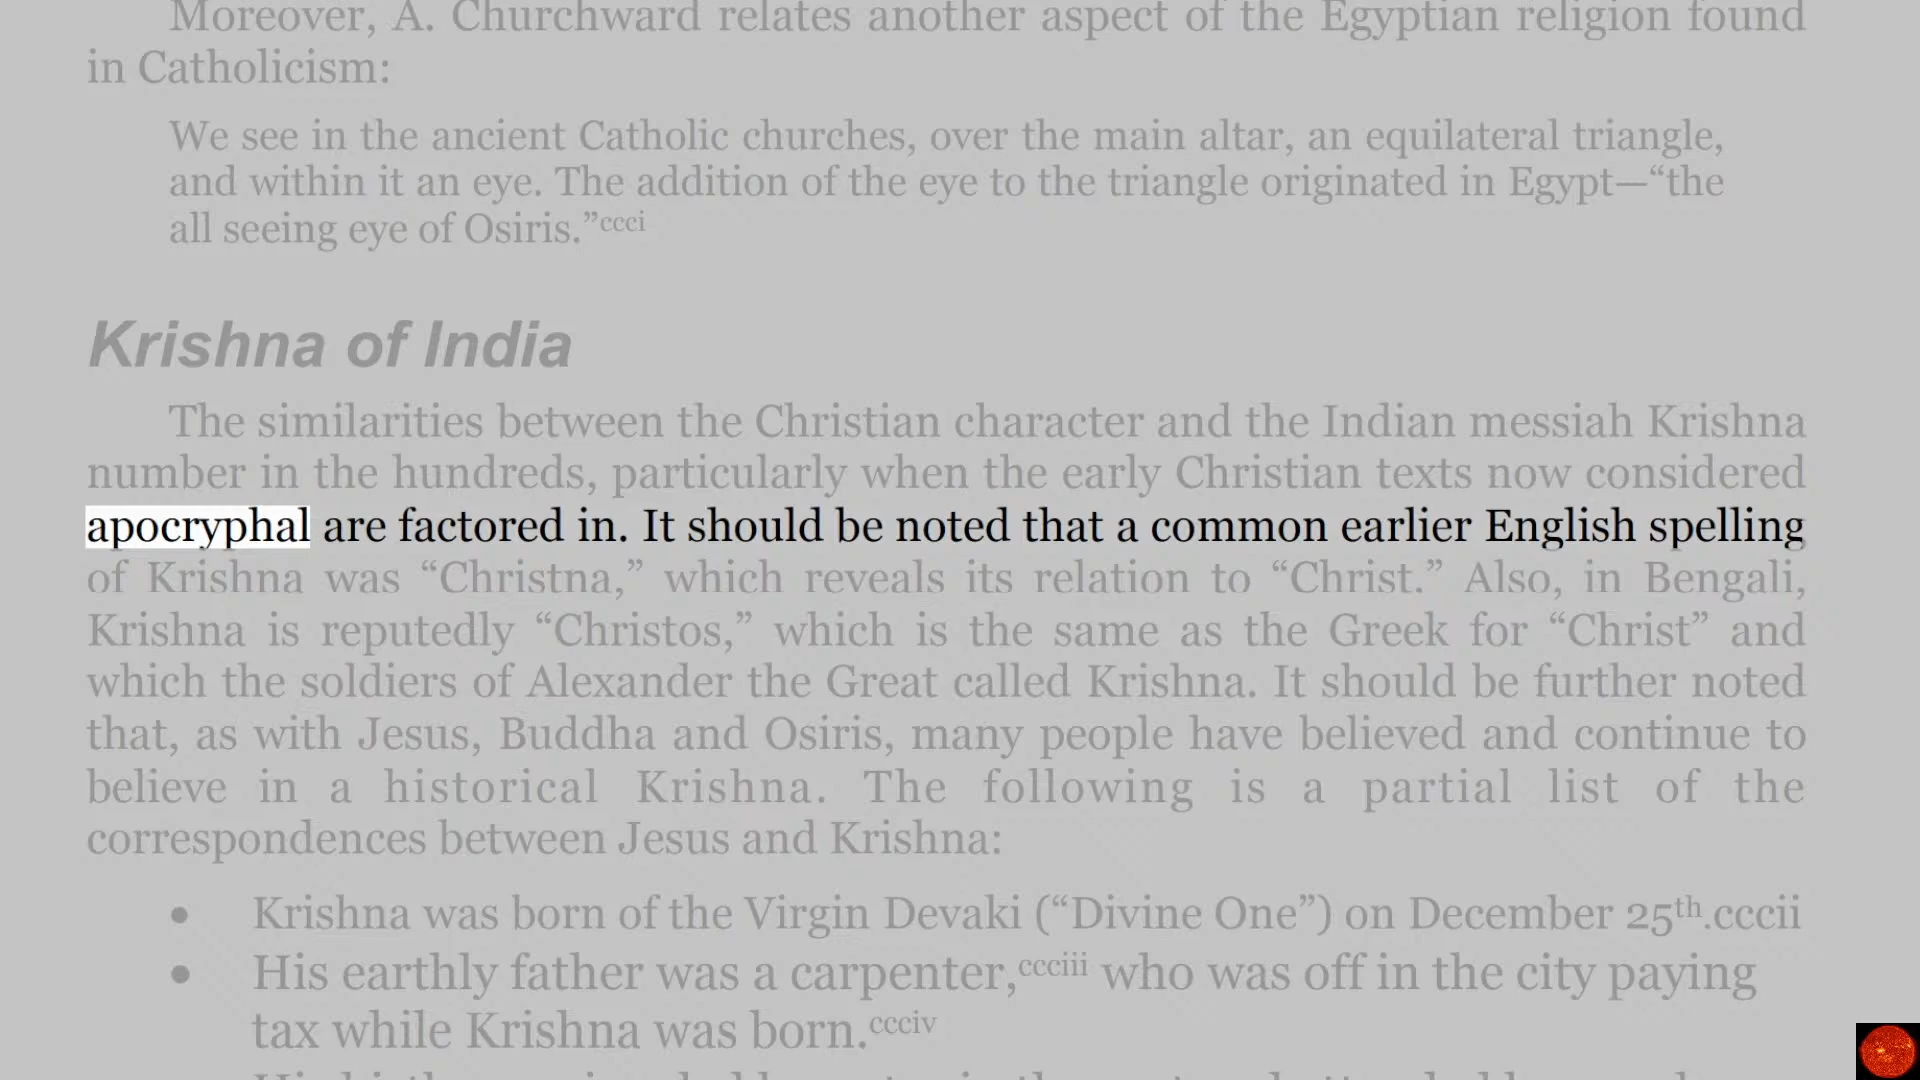 Moreover, A. Churchward relates another aspect of the Egyptian religion found
in Catholicism:
We see in the ancient Catholic churches, over the main altar, an equilateral triangle,
and within it an eye. The addition of the eye to the triangle originated in Egypt—“the
all seeing eye of Osiris.”ccci
Krishna of India
The similarities between the Christian character and the Indian messiah Krishna
number in the hundreds, particularly when the early Christian texts now considered
apocryphal are factored in. It should be noted that a common earlier English spelling
of Krishna was “Christna,” which reveals its relation to “Christ.” Also, in Bengali,
Krishna is reputedly “Christos,” which is the same as the Greek for “Christ” and
which the soldiers of Alexander the Great called Krishna. It should be further noted
that, as with Jesus, Buddha and Osiris, many people have believed and continue to
believe in a historical Krishna. The following is a partial list of the
correspondences between Jesus and Krishna:
• Krishna was born of the Virgin Devaki (“Divine One”) on December 25th.cccii
• His earthly father was a carpenter,ccciii who was off in the city paying
tax while Krishna was born.ccciv